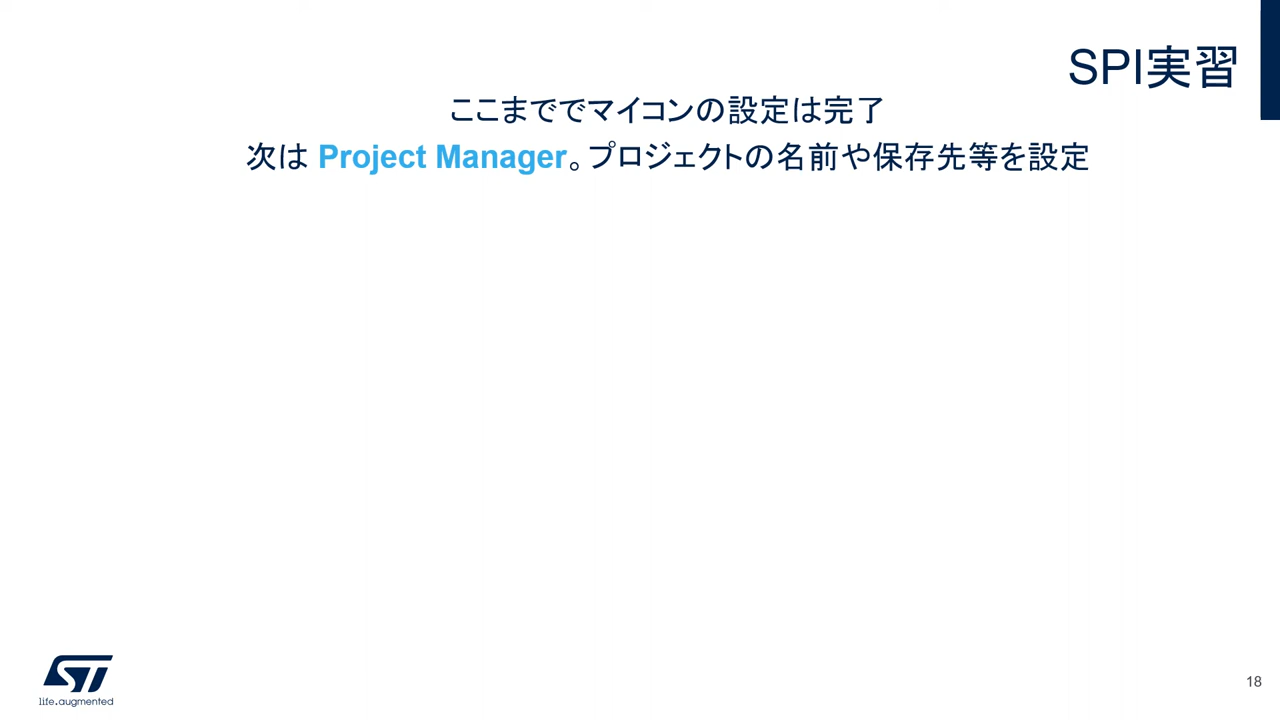 SPI実習
ここまででマイコンの設定は完了
次は Project Manager。プロジェクトの名前や保存先等を設定
ST
life.augmented
18